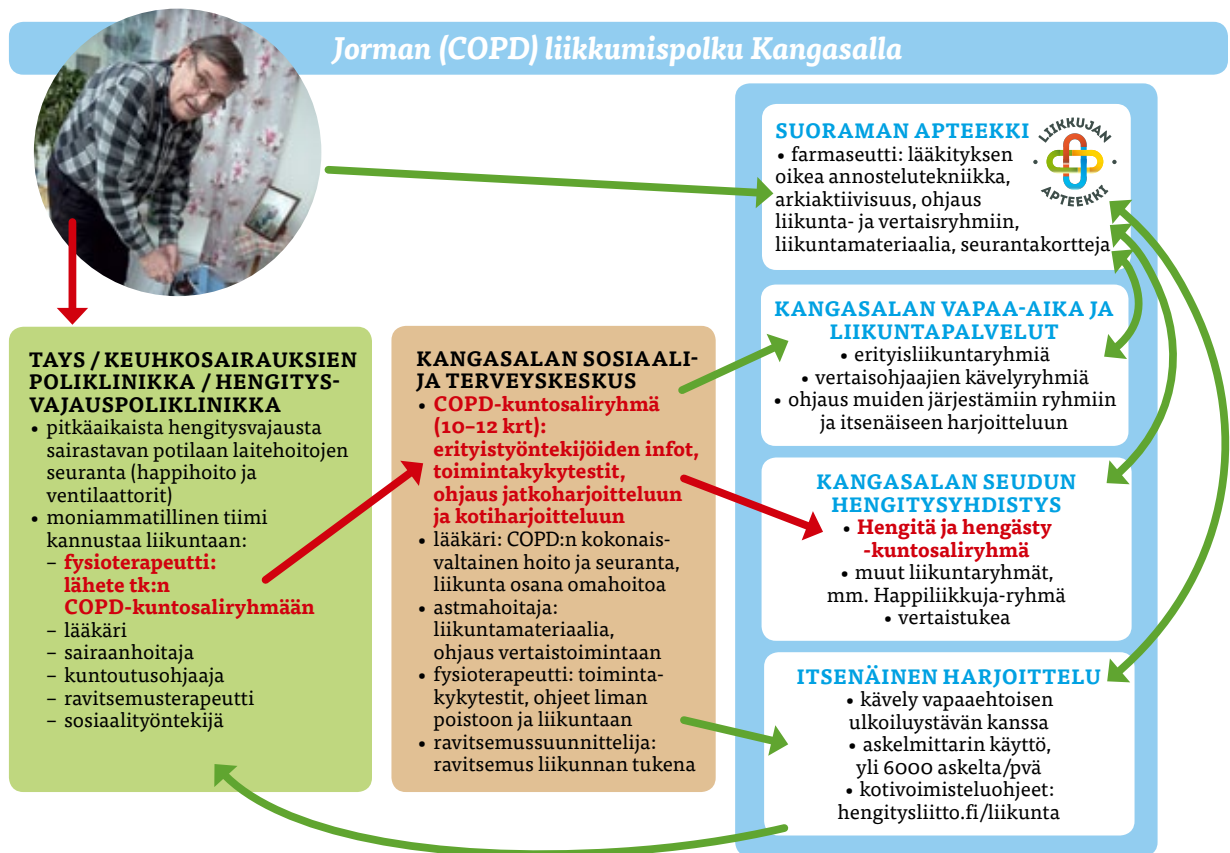 Jorman (COPD) liikkumispolku Kangasalla
SUORAMAN APTEEKKI
• farmaseutti: lääkityksen
oikea annostelutekniikka,
arkiaktiivisuus, ohjaus
liikunta- ja vertaisryhmiin,
liikuntamateriaalia, seurantakortteja
LIIKKUJAN
APTEEKKI
KANGASALAN VAPAA-AIKA JA
LIIKUNTAPALVELUT
• erityisliikuntaryhmiä
• vertaisohjaajien kävelyryhmiä
• ohjaus muiden järjestämiin ryhmiin
ja itsenäiseen harjoitteluun
KANGASALAN SEUDUN
HENGITYSYHDISTYS
• Hengitä ja hengästy
-kuntosaliryhmä
• muut liikuntaryhmät,
mm. Happiliikkuja-ryhmä
• vertaistukea
ITSENÄINEN HARJOITTELU
• kävely vapaaehtoisen
ulkoiluystävän kanssa
• askelmittarin käyttö,
yli 6000 askelta/pvä
• kotivoimisteluohjeet:
hengitysliitto.fi/liikunta
TAYS / KEUHKOSAIRAUKSIEN
POLIKLINIKKA / HENGITYS-
VAJAUSPOLIKLINIKKA
• pitkäaikaista hengitysvajausta
sairastavan potilaan laitehoitojen
seuranta (happihoito ja
ventilaattorit)
• moniammatillinen tiimi
kannustaa liikuntaan:
– fysioterapeutti:
lähete tk:n
COPD-kuntosaliryhmään
– lääkäri
– sairaanhoitaja
– kuntoutusohjaaja
– ravitsemusterapeutti
– sosiaalityöntekijä
KANGASALAN SOSIAALI-
JA TERVEYSKESKUS
• COPD-kuntosaliryhmä
(10–12 krt):
erityistyöntekijöiden infot,
toimintakykytestit,
ohjaus jatkoharjoitteluun
ja kotiharjoitteluun
• lääkäri: COPD:n kokonais-
valtainen hoito ja seuranta,
liikunta osana omahoitoa
• astmahoitaja:
liikuntamateriaalia,
ohjaus vertaistoimintaan
• fysioterapeutti: toiminta-
kykytestit, ohjeet liman
poistoon ja liikuntaan
• ravitsemussuunnittelija:
ravitsemus liikunnan tukena